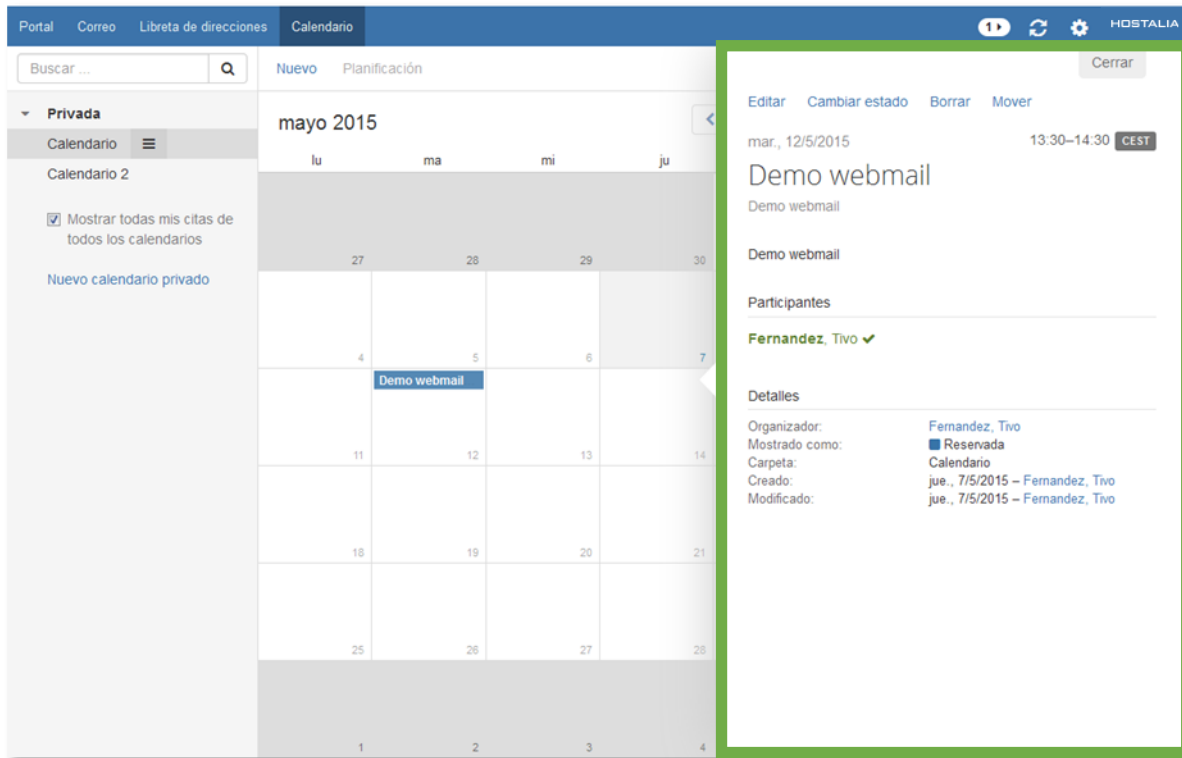 Portal Correo Libreta de direcciones Calendario 1 HOSTALIA
Buscar ...
Privada
Calendario
Calendario 2
Mostrar todas mis citas de
todos los calendarios
Nuevo calendario privado
Nuevo Planificación
mayo 2015
lu ma mi ju
27 28 29 30
4 5 6 7
Demo webmail
11 12 13 14
18 19 20 21
25 26 27 28
1 2 3 4
Cerrar
Editar Cambiar estado Borrar Mover
mar., 12/5/2015 13:30–14:30 CEST
Demo webmail
Demo webmail
Demo webmail
Participantes
Fernandez, Tivo
Detalles
Organizador: Fernandez, Tivo
Mostrado como: Reservada
Carpeta: Calendario
Creado: jue., 7/5/2015 – Fernandez, Tivo
Modificado: jue., 7/5/2015 – Fernandez, Tivo